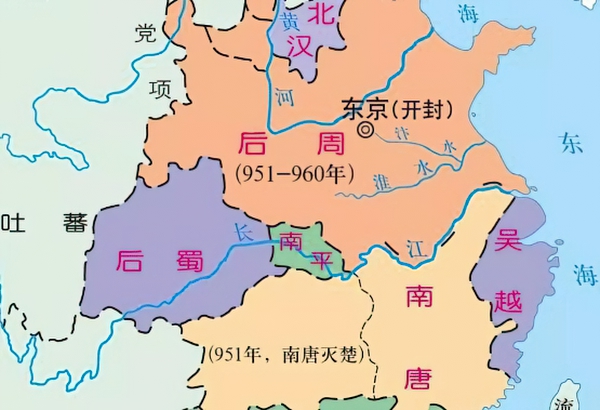 党项
北汉
黄河
海
东京(开封)
汴水
后周
(951-960年)
淮水
东海
吐蕃
后蜀
长江
南平
吴越
南唐
(951年，南唐灭楚)
流